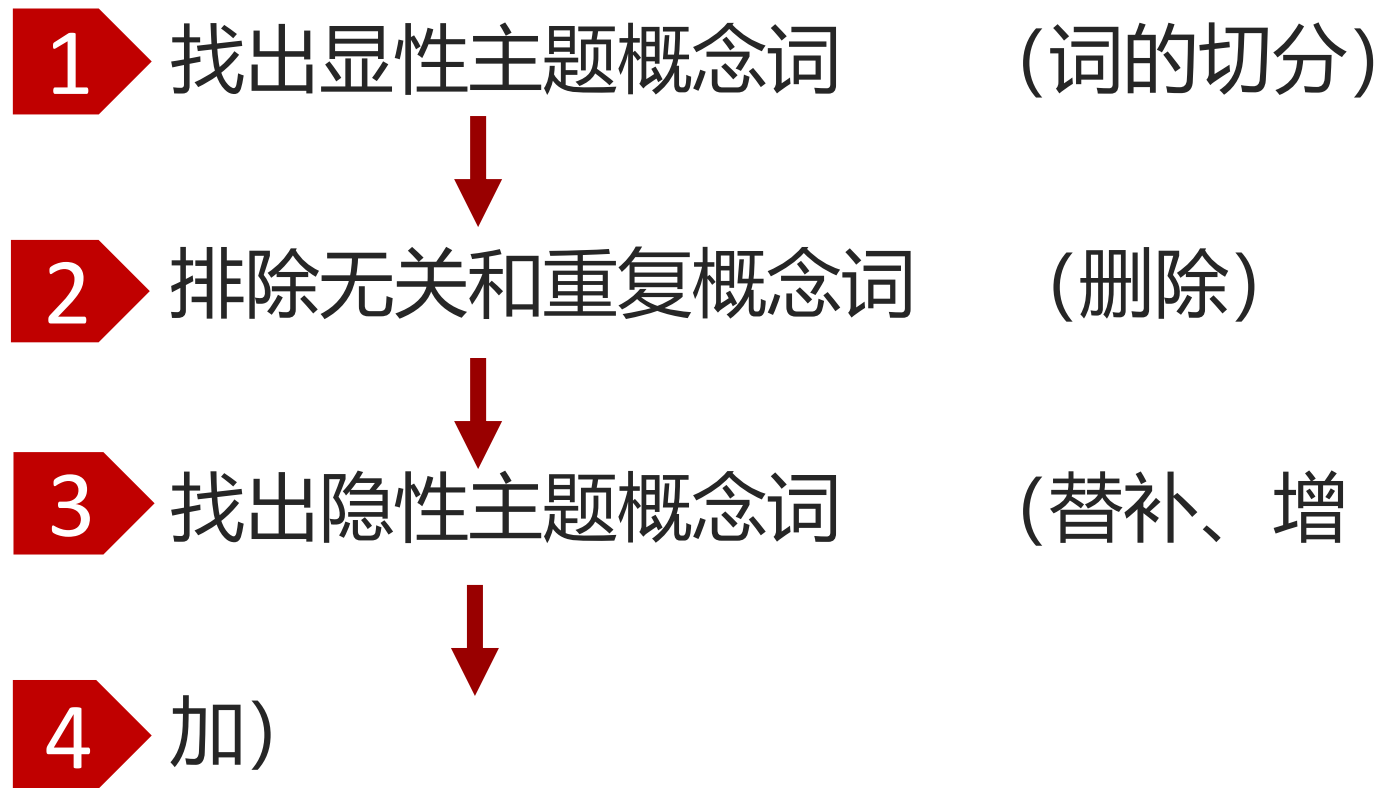 1 找出显性主题概念词 (词的切分)
2 排除无关和重复概念词 (删除)
3 找出隐性主题概念词 (替补、增
4 加)